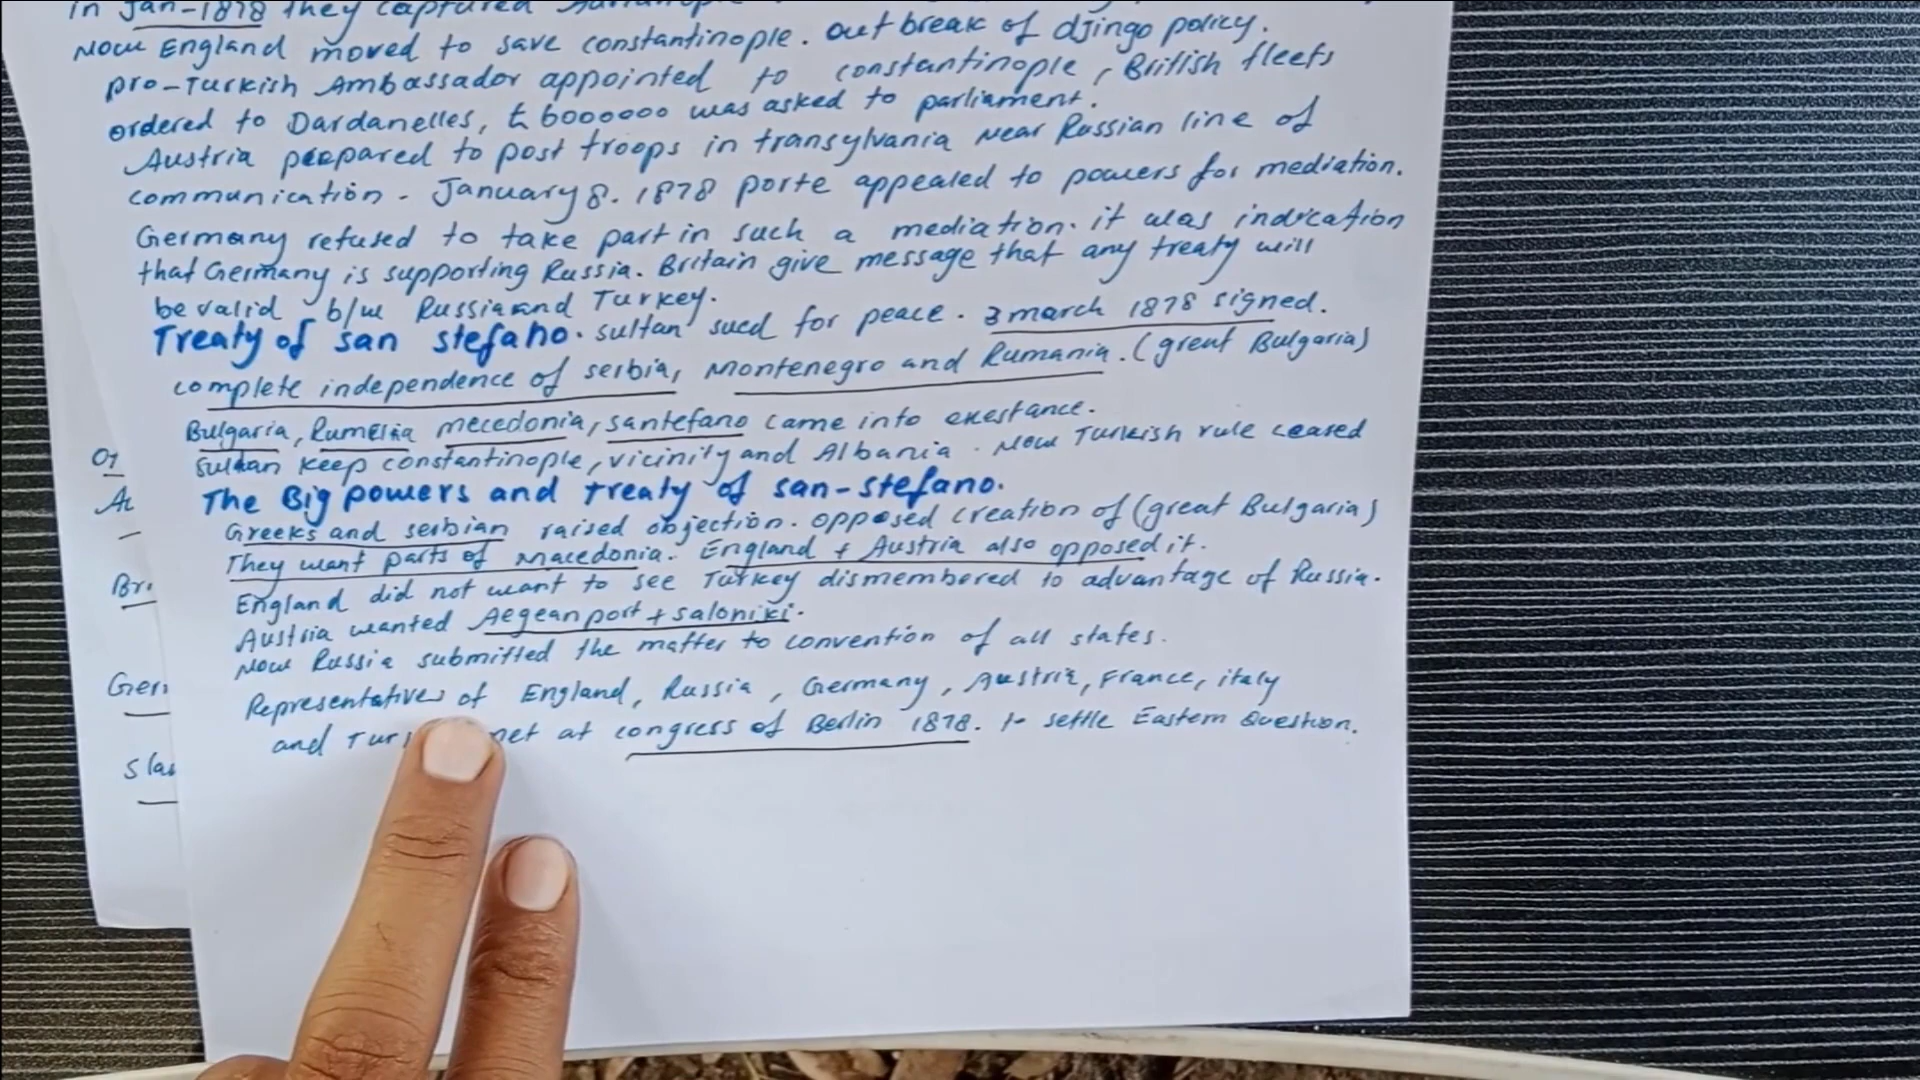 in Jan-1878 they captured
Now England moved to save constantinople. out break of djingo policy.
pro-Turkish Ambassador appointed to constantinople, British fleets
ordered to Dardanelles, £ 6000000 was asked to parliament.
Austria prepared to post troops in transylvania near Russian line of
communication - January 8. 1878 porte appealed to powers for mediation.
Germany refused to take part in such a mediation. it was indication
that Germany is supporting Russia. Britain give message that any treaty will
be valid b/w Russia and Turkey.
Treaty of san stefano. sultan sued for peace. 3 march 1878 signed.
complete independence of serbia, Montenegro and Rumania. (great Bulgaria)
Bulgaria, Rumelia mecedonia, santefano came into exestance.
sultan keep constantinople, vicinity and Albania. Now Turkish rule ceased
The Big powers and treaty of san-stefano.
Greeks and serbian raised objection. opposed creation of (great Bulgaria)
They want parts of macedonia. England + Austria also opposed it.
England did not want to see Turkey dismembered to advantage of Russia.
Austria wanted Aegean port + saloniki.
Now Russia submitted the matter to convention of all states.
Representatives of England, Russia, Germany, Austria, France, italy
and Tur met at congress of Berlin 1878. to settle Eastern Question.